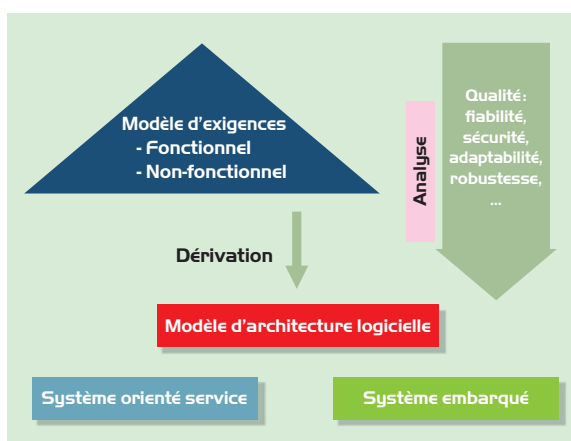 Modèle d'exigences
- Fonctionnel
- Non-fonctionnel
Qualité:
fiabilité,
sécurité,
adaptabilité,
robustesse,
...
Analyse
Dérivation
Modèle d'architecture logicielle
Système orienté service
Système embarqué